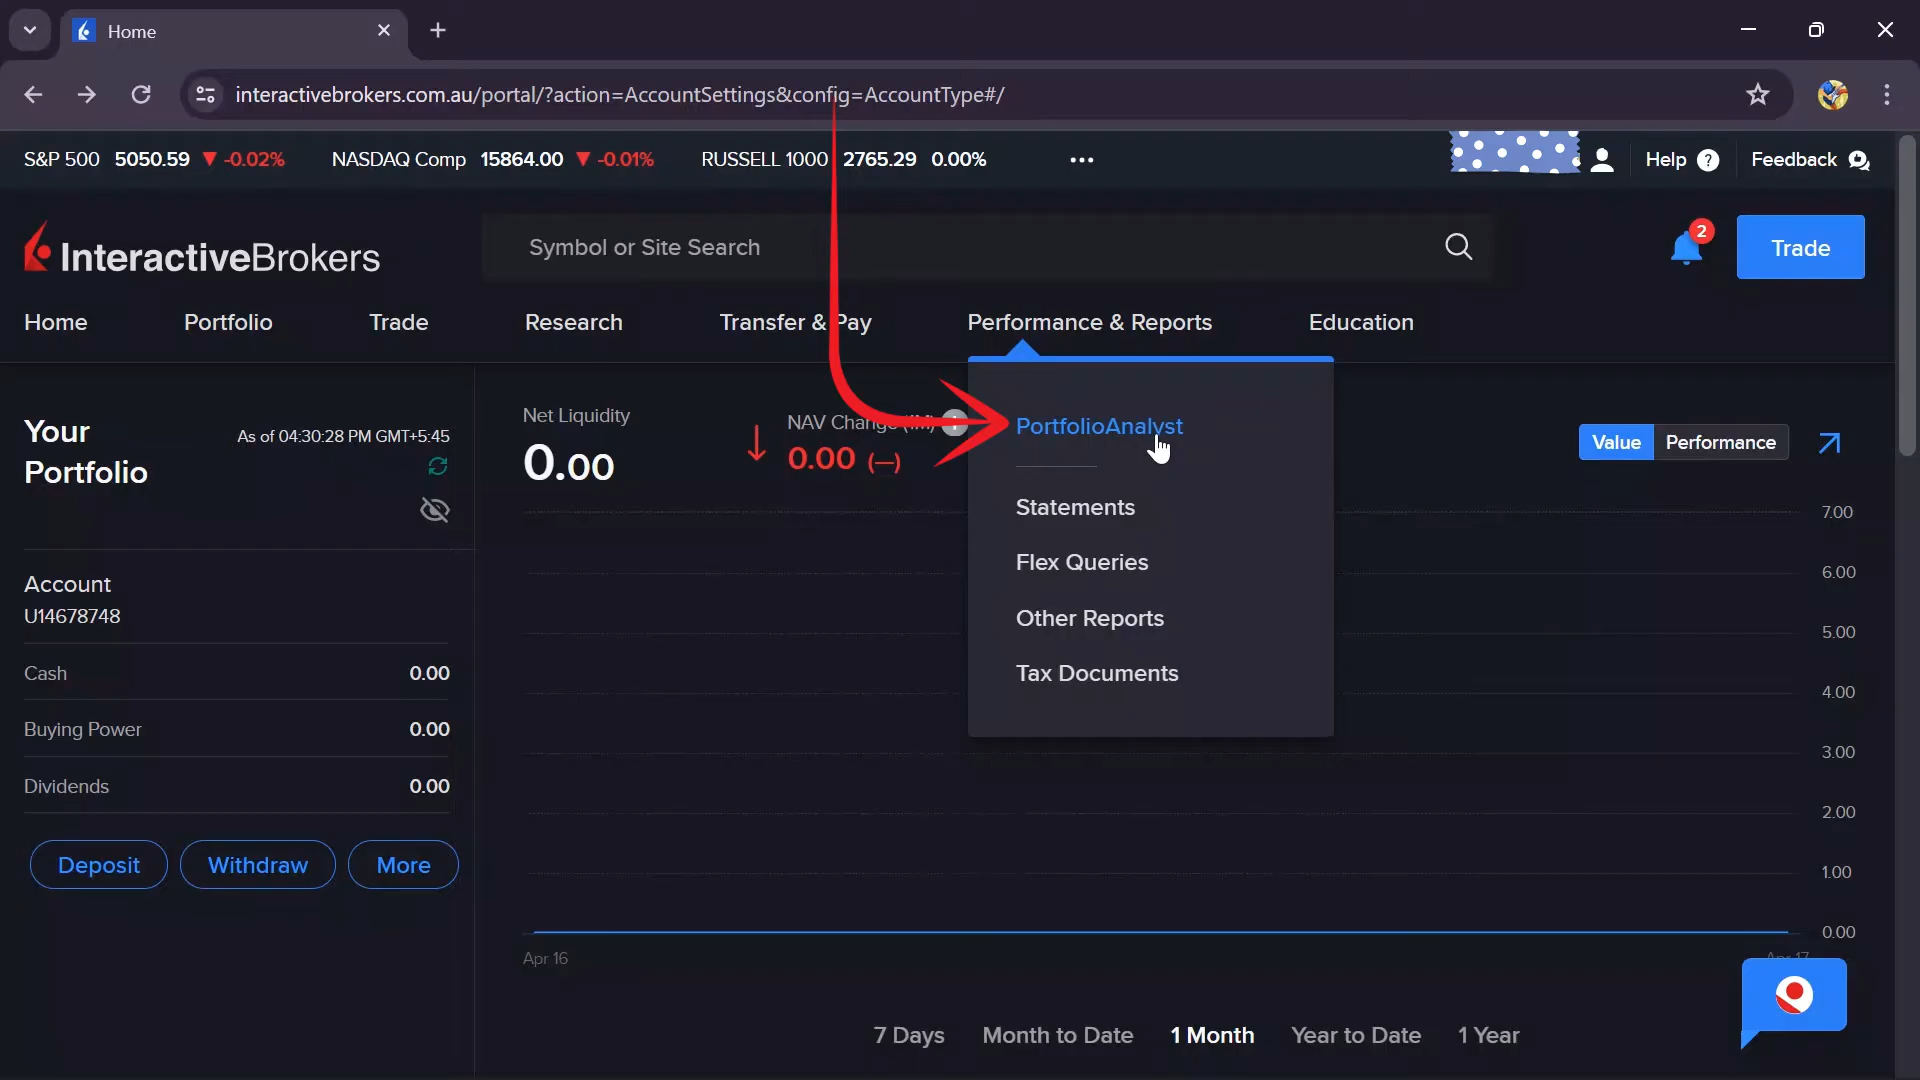 Home
interactivebrokers.com.au/portal/?action=AccountSettings&config=AccountType#/
S&P 500 5050.59 ▼ -0.02% NASDAQ Comp 15864.00 ▼ -0.01% RUSSELL 1000 2765.29 0.00% •••
Help ? Feedback
InteractiveBrokers
Symbol or Site Search
2
Trade
Home Portfolio Trade Research Transfer & Pay Performance & Reports Education
Your
Portfolio
As of 04:30:28 PM GMT+5:45
Account
U14678748
Cash 0.00
Buying Power 0.00
Dividends 0.00
Deposit Withdraw More
Net Liquidity
0.00
NAV Change (1M)
0.00 (—)
PortfolioAnalyst
Statements
Flex Queries
Other Reports
Tax Documents
Value Performance
7.00
6.00
5.00
4.00
3.00
2.00
1.00
0.00
Apr 16 Apr 17
7 Days Month to Date 1 Month Year to Date 1 Year